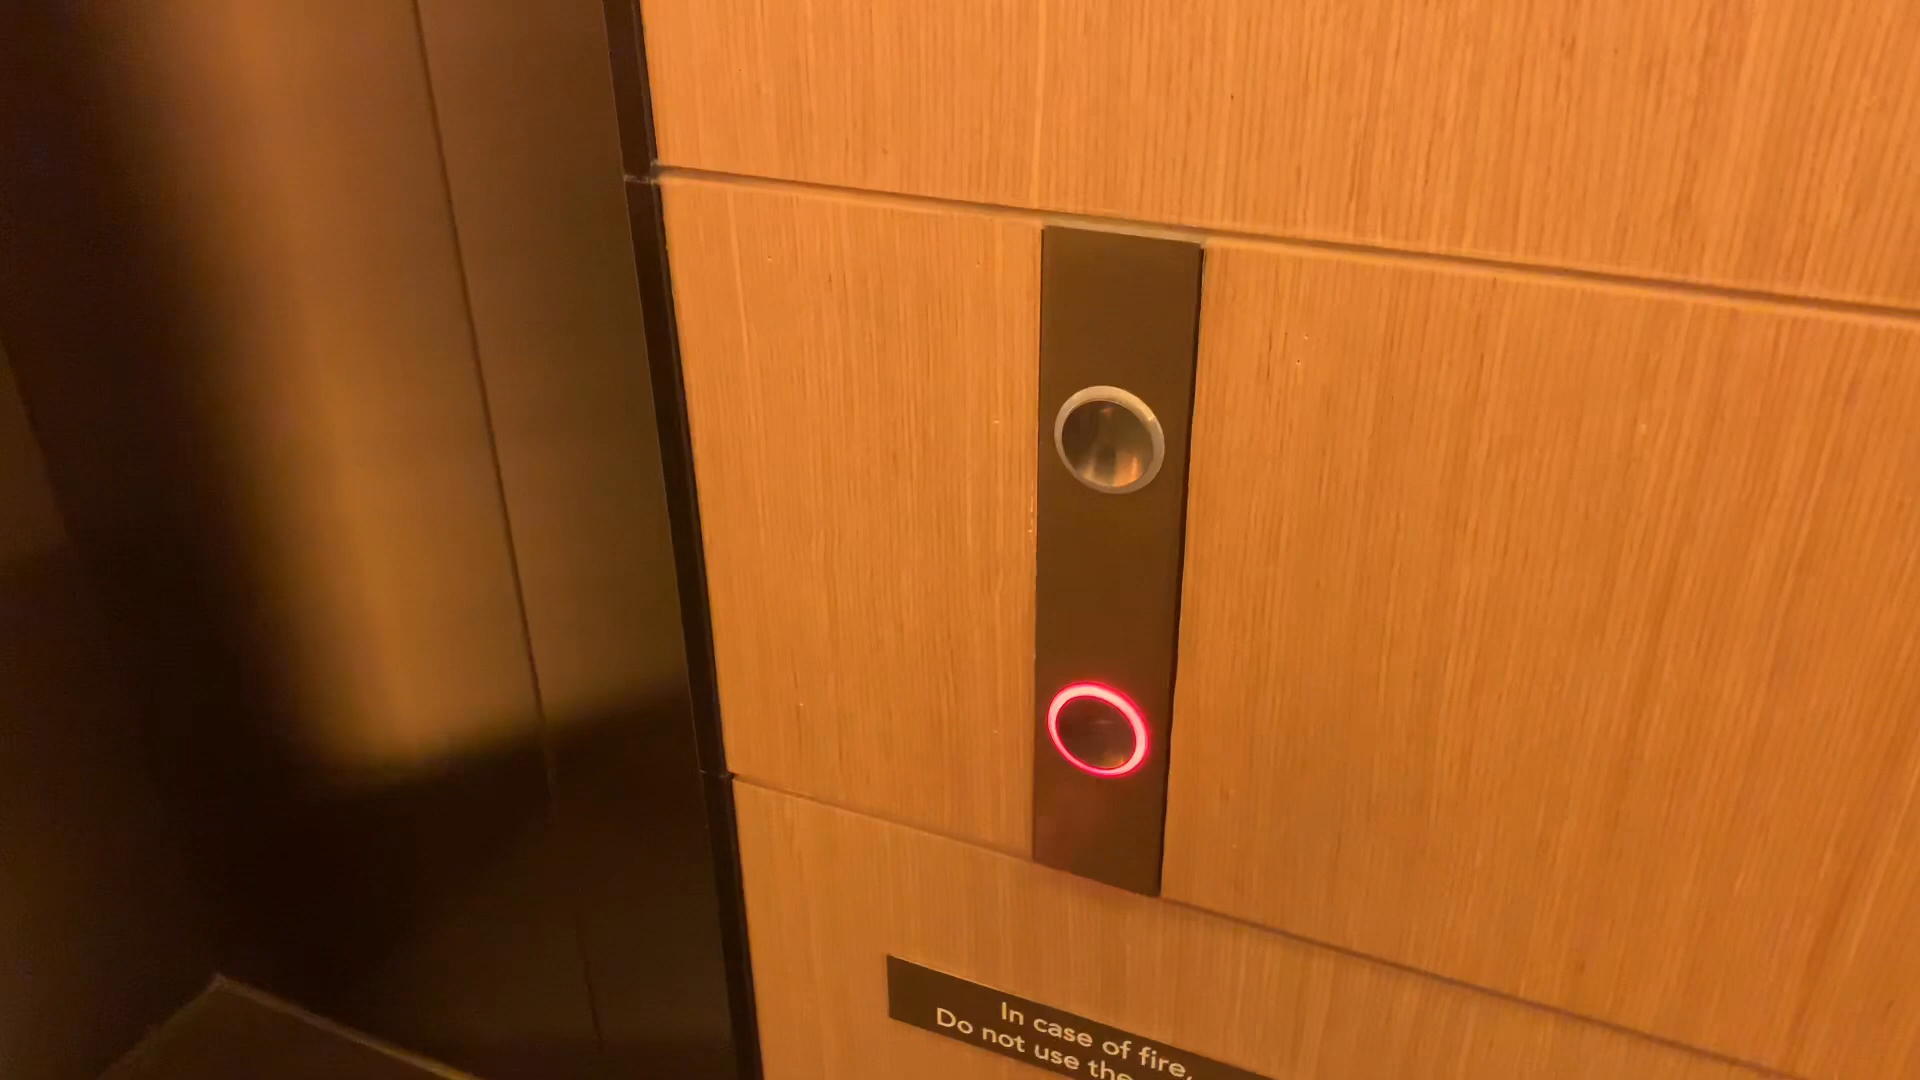 In case of fire,
Do not use the